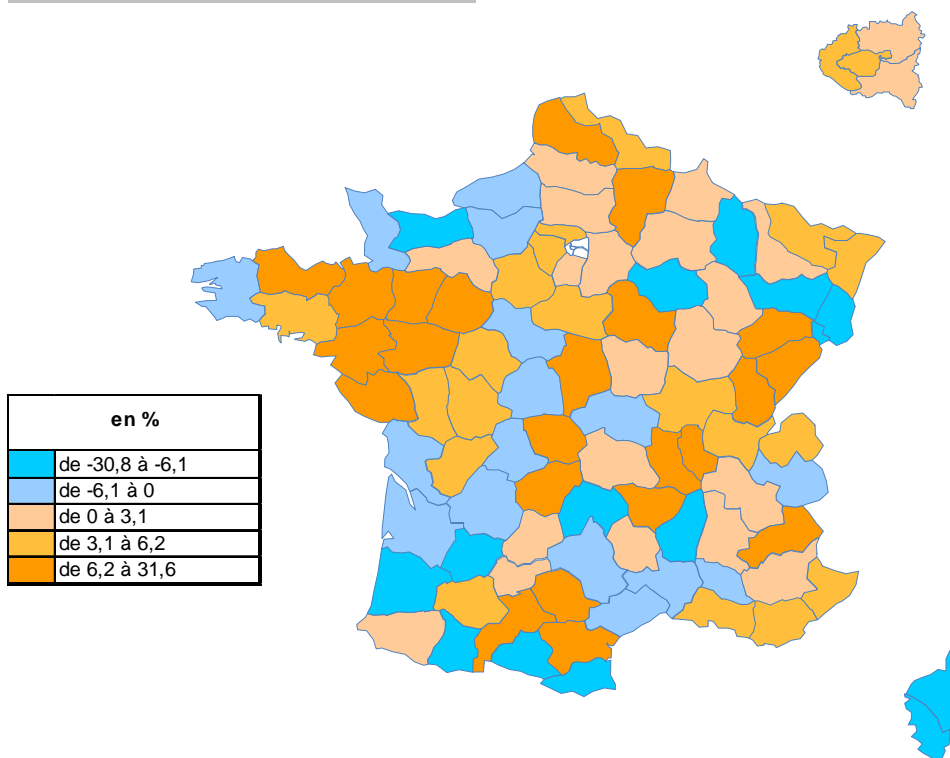 en %
de -30,8 à -6,1
de -6,1 à 0
de 0 à 3,1
de 3,1 à 6,2
de 6,2 à 31,6